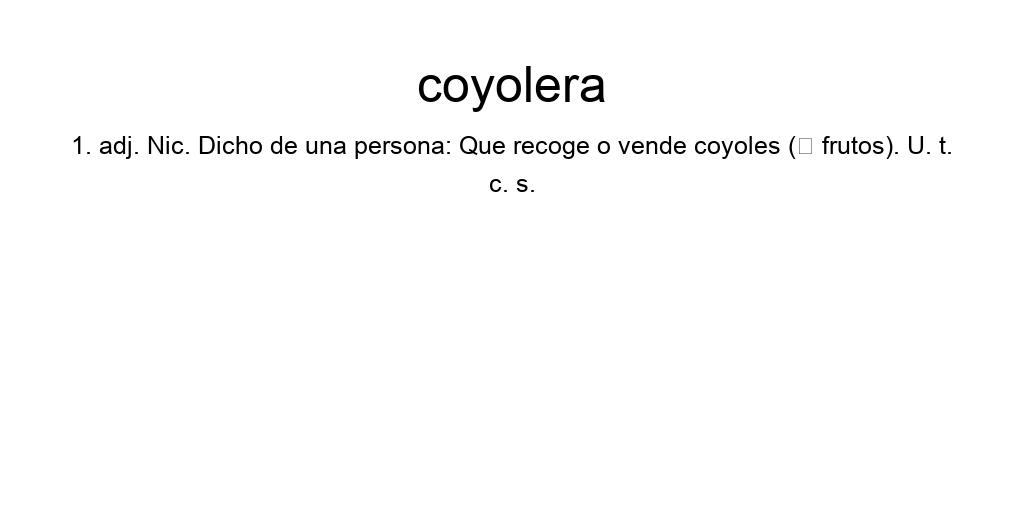 coyolera
1. adj. Nic. Dicho de una persona: Que recoge o vende coyoles (□ frutos). U. t.
c. s.